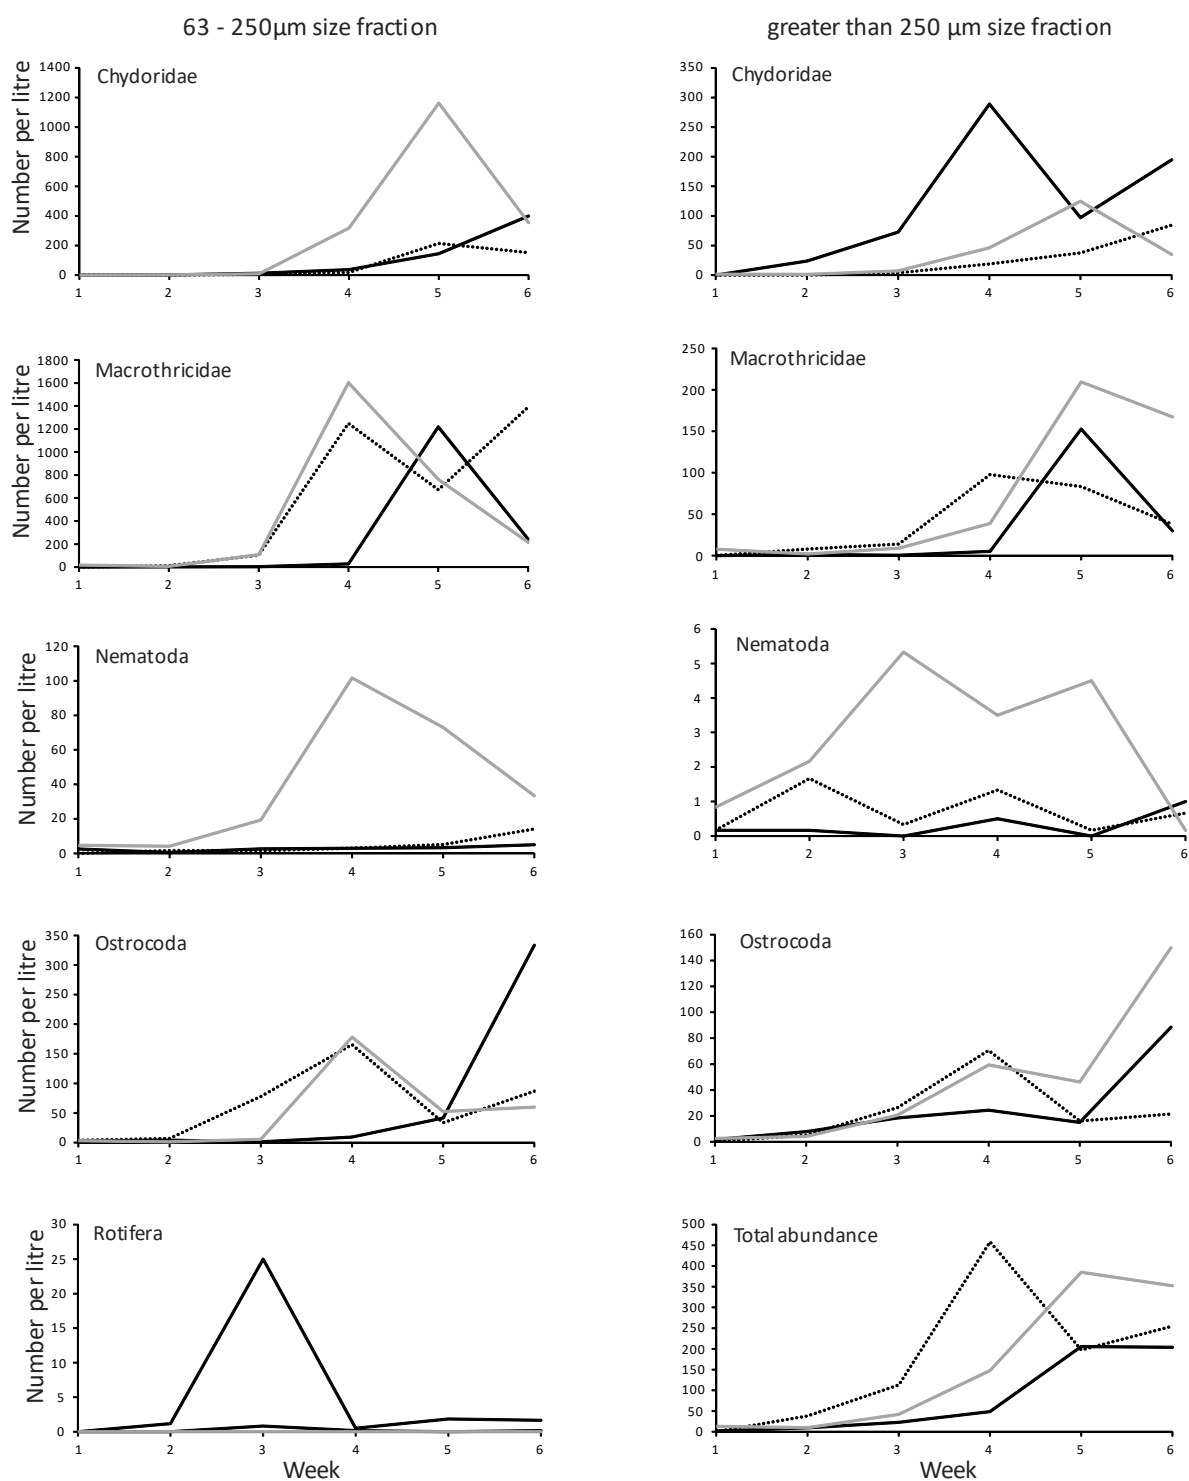 63 - 250µm size fraction
greater than 250 µm size fraction
Chydoridae
Number per litre
1400
1200
1000
800
600
400
200
0
1 2 3 4 5 6
Chydoridae
350
300
250
200
150
100
50
0
1 2 3 4 5 6
Macrothricidae
Number per litre
1800
1600
1400
1200
1000
800
600
400
200
0
1 2 3 4 5 6
Macrothricidae
250
200
150
100
50
0
1 2 3 4 5 6
Nematoda
Number per litre
120
100
80
60
40
20
0
1 2 3 4 5 6
Nematoda
6
5
4
3
2
1
0
1 2 3 4 5 6
Ostrocoda
Number per litre
350
300
250
200
150
100
50
0
1 2 3 4 5 6
Ostrocoda
160
140
120
100
80
60
40
20
0
1 2 3 4 5 6
Rotifera
Number per litre
30
25
20
15
10
5
0
1 2 3 4 5 6
Week
Total abundance
500
450
400
350
300
250
200
150
100
50
0
1 2 3 4 5 6
Week